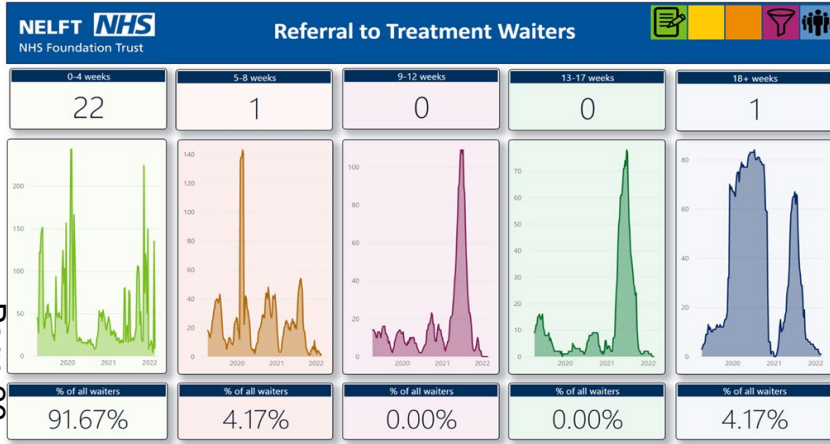 NELFT NHS
NHS Foundation Trust
Referral to Treatment Waiters
0-4 weeks
22
5-8 weeks
1
9-12 weeks
0
13-17 weeks
0
18+ weeks
1
200
150
100
50
0
2020 2021 2022
140
120
100
80
60
40
20
0
2020 2021 2022
100
80
60
40
20
0
2020 2021 2022
70
60
50
40
30
20
10
0
2020 2021 2022
80
60
40
20
0
2020 2021 2022
% of all waiters
91.67%
% of all waiters
4.17%
% of all waiters
0.00%
% of all waiters
0.00%
% of all waiters
4.17%